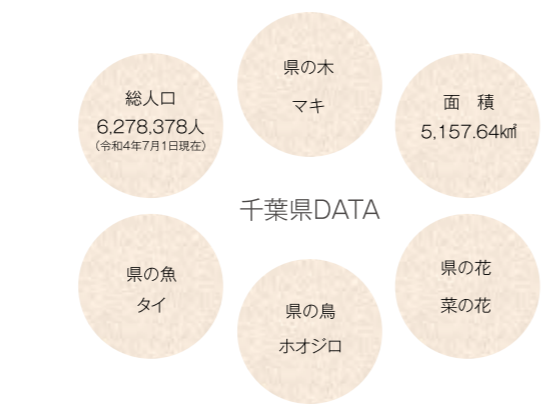 県の木
マキ
総人口
6,278,378人
（令和4年7月1日現在）
面　積
5,157.64㎢
千葉県DATA
県の魚
タイ
県の鳥
ホオジロ
県の花
菜の花